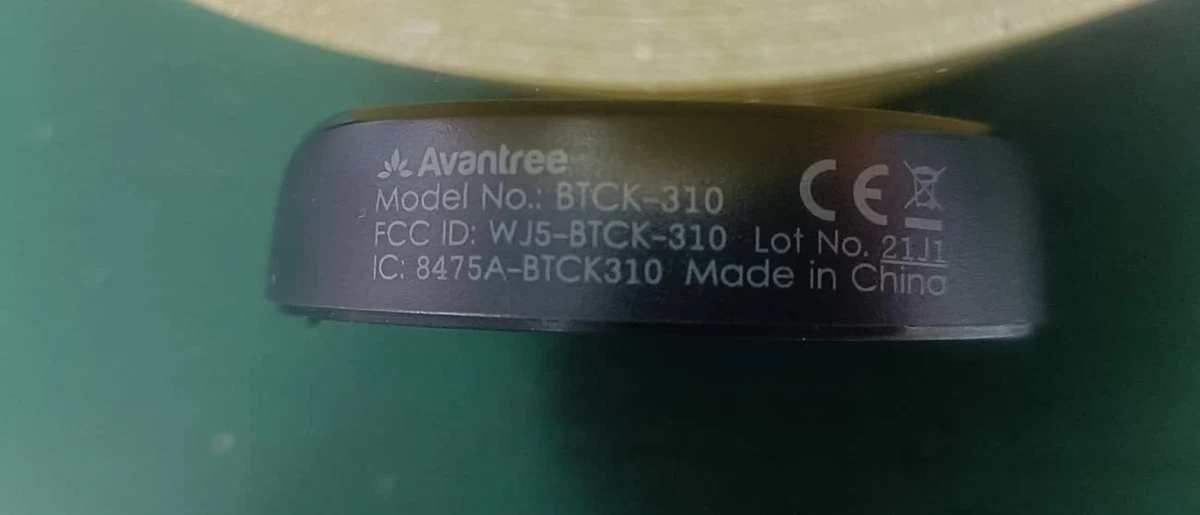 Avantree
Model No.: BTCK-310
FCC ID: WJ5-BTCK-310 Lot No. 21J1
IC: 8475A-BTCK310 Made in China